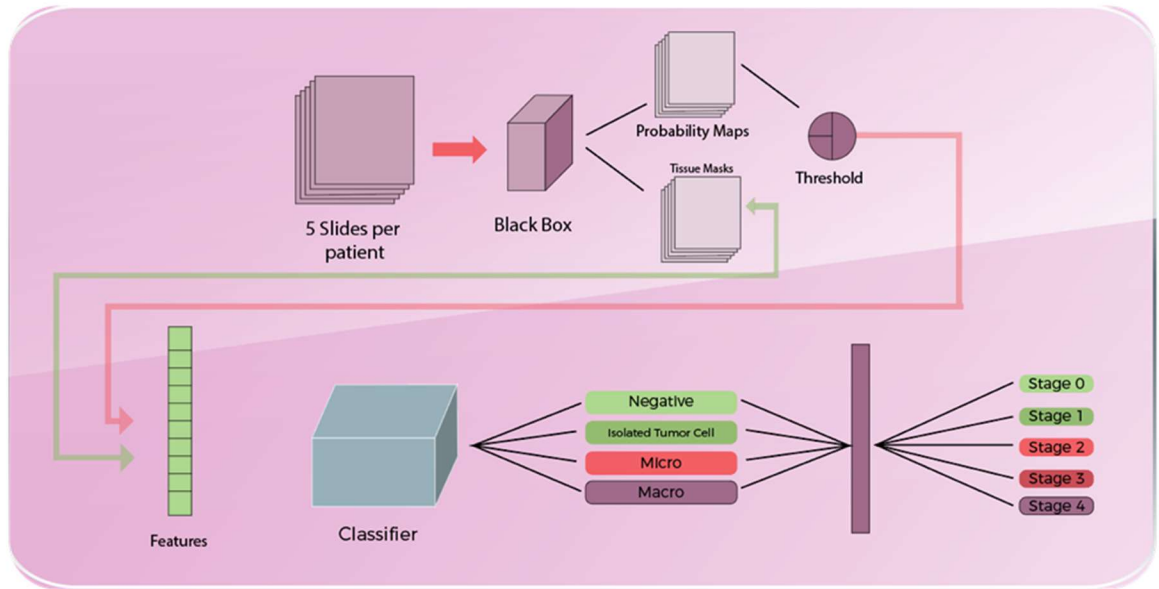 Probability Maps
Tissue Masks
Threshold
Black Box
5 Slides per
patient
Features
Classifier
Negative
Isolated Tumor Cell
Micro
Macro
Stage 0
Stage 1
Stage 2
Stage 3
Stage 4